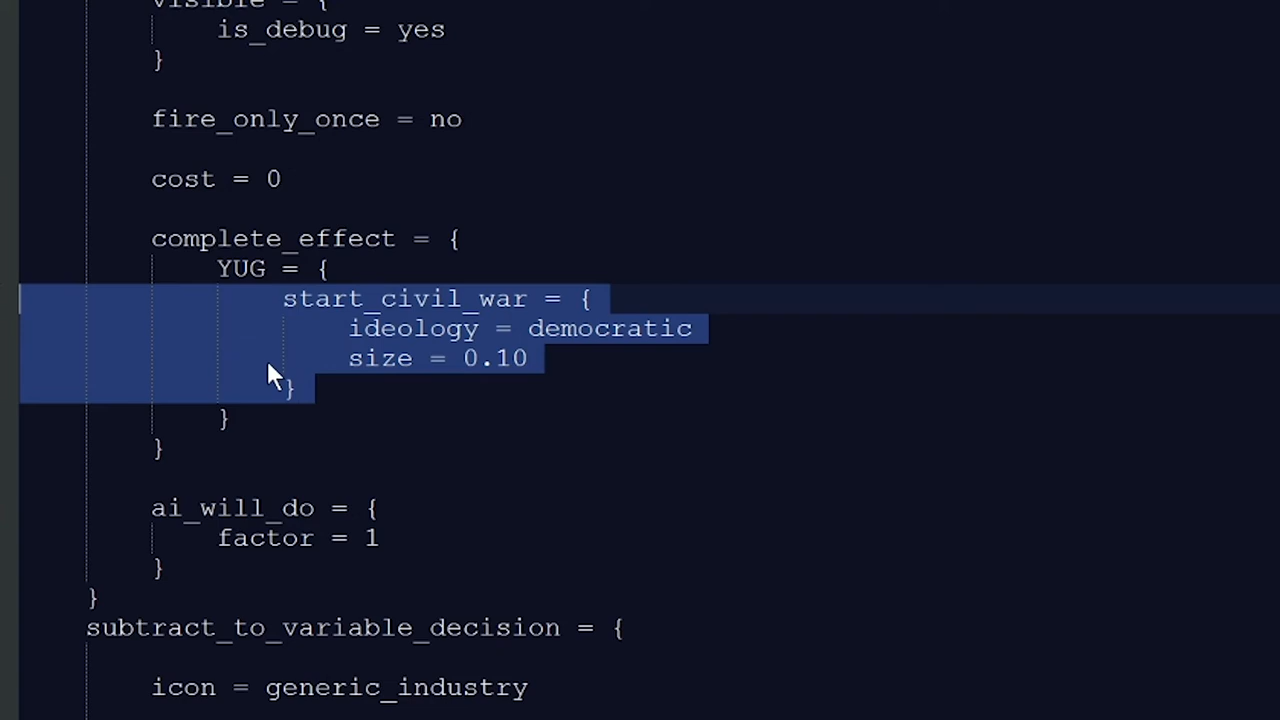 visible = {
is_debug = yes
}
fire_only_once = no
cost = 0
complete_effect = {
YUG = {
start_civil_war = {
ideology = democratic
size = 0.10
}
}
}
ai_will_do = {
factor = 1
}
}
subtract_to_variable_decision = {
icon = generic_industry